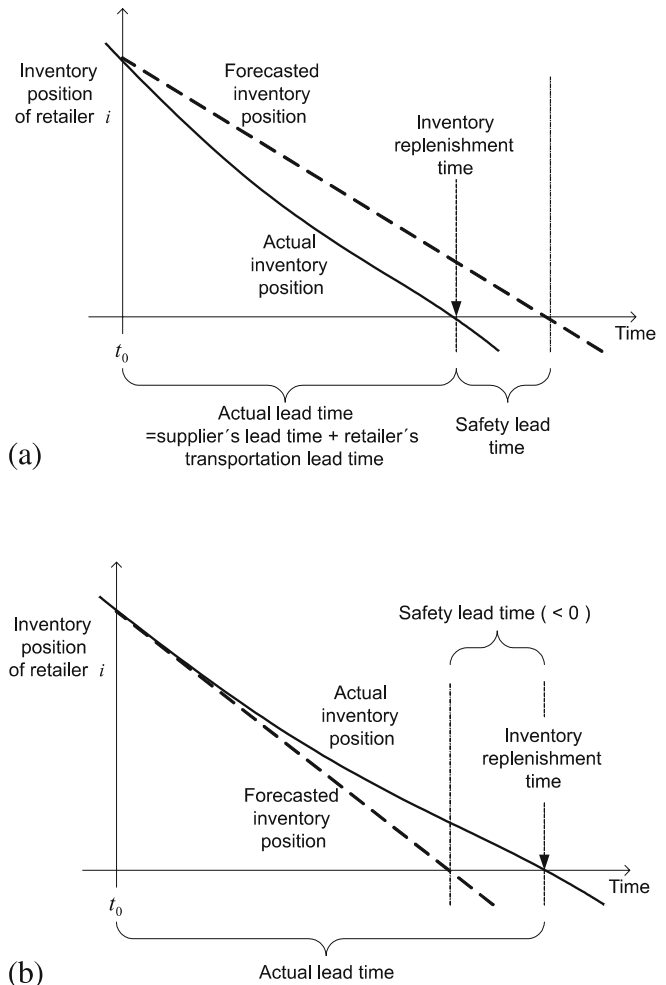 Inventory
position
of retailer i
Forecasted
inventory
position
Inventory
replenishment
time
Actual
inventory
position
Time
t0
Actual lead time
=supplier´s lead time + retailer´s
transportation lead time
Safety lead
time
(a)
Inventory
position
of retailer i
Safety lead time ( < 0 )
Actual
inventory
position
Inventory
replenishment
time
Forecasted
inventory
position
Time
t0
Actual lead time
(b)